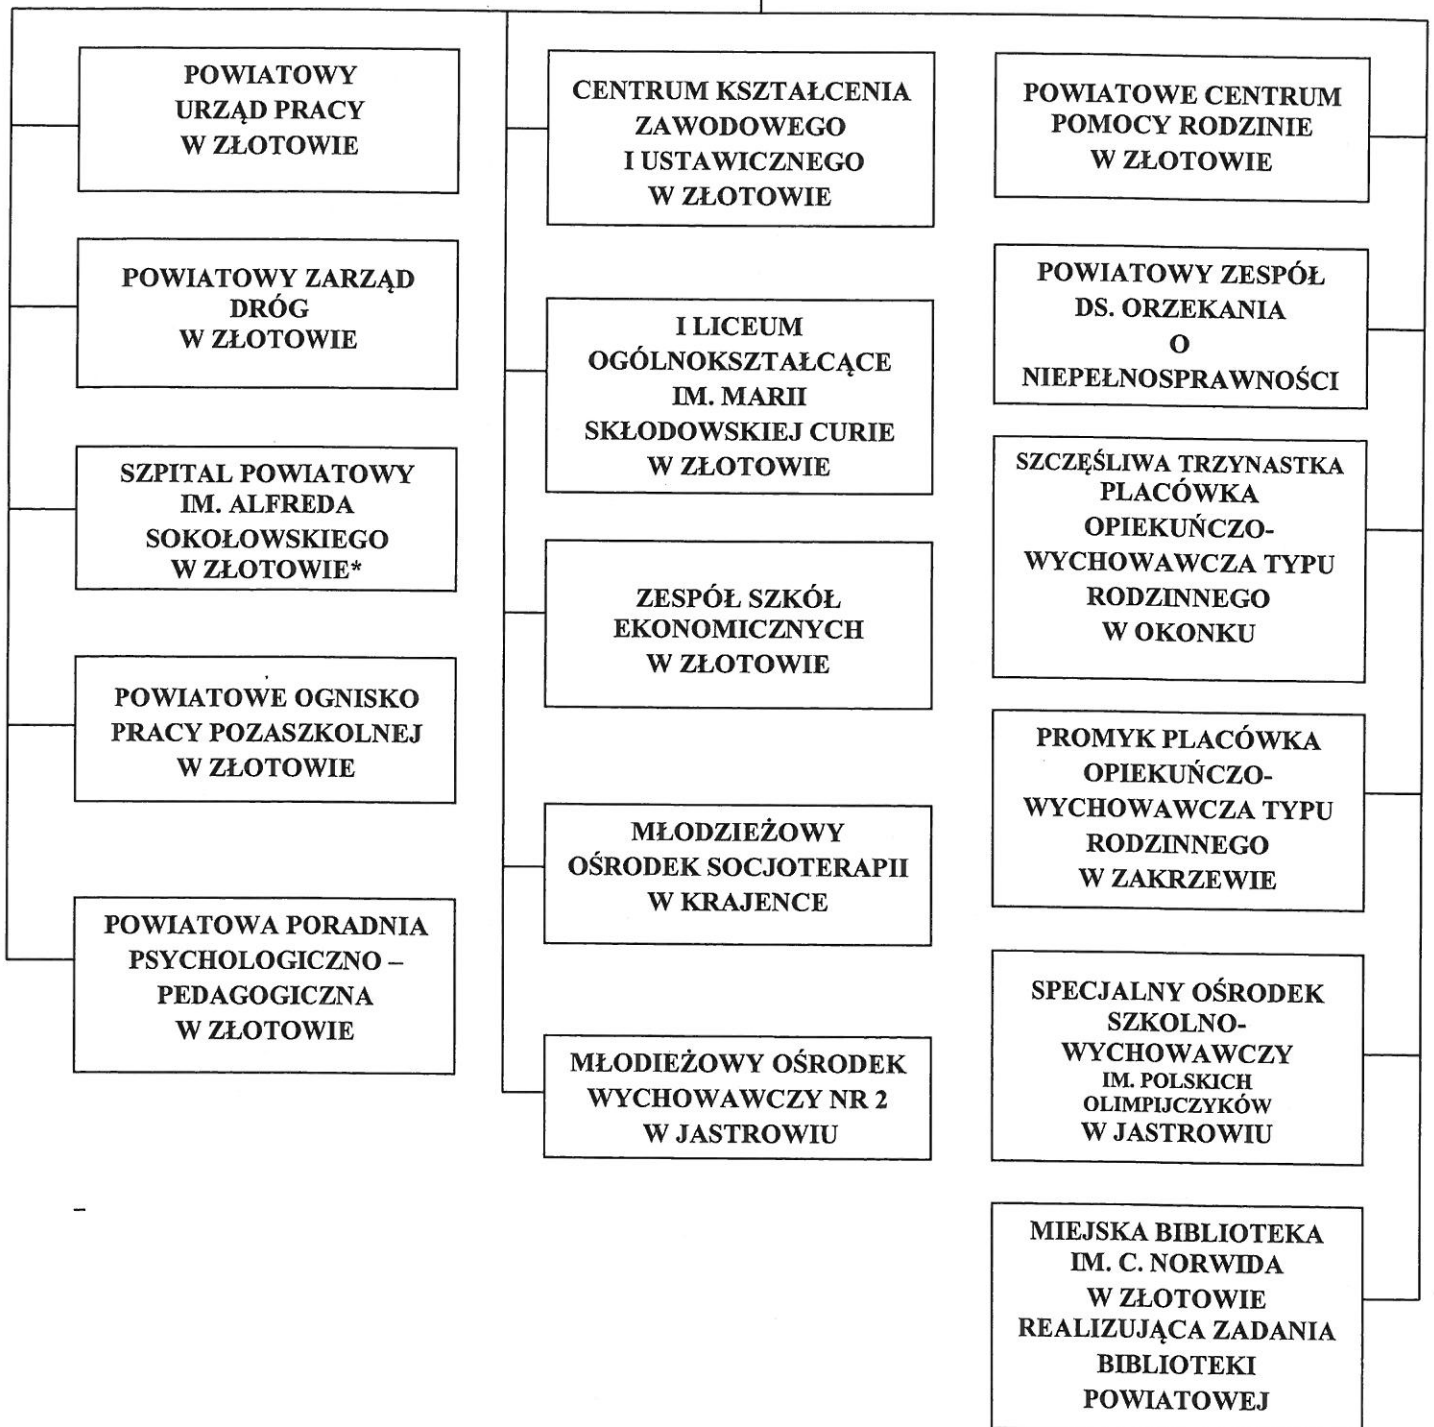 POWIATOWY
URZĄD PRACY
W ZŁOTOWIE
POWIATOWY ZARZĄD
DRÓG
W ZŁOTOWIE
SZPITAL POWIATOWY
IM. ALFREDA
SOKOŁOWSKIEGO
W ZŁOTOWIE*
POWIATOWE OGNISKO
PRACY POZASZKOLNEJ
W ZŁOTOWIE
POWIATOWA PORADNIA
PSYCHOLOGICZNO –
PEDAGOGICZNA
W ZŁOTOWIE
CENTRUM KSZTAŁCENIA
ZAWODOWEGO
I USTAWICZNEGO
W ZŁOTOWIE
I LICEUM
OGÓLNOKSZTAŁCĄCE
IM. MARII
SKŁODOWSKIEJ CURIE
W ZŁOTOWIE
ZESPÓŁ SZKÓŁ
EKONOMICZNYCH
W ZŁOTOWIE
MŁODZIEŻOWY
OŚRODEK SOCJOTERAPII
W KRAJENCE
MŁODIEŻOWY OŚRODEK
WYCHOWAWCZY NR 2
W JASTROWIU
POWIATOWE CENTRUM
POMOCY RODZINIE
W ZŁOTOWIE
POWIATOWY ZESPÓŁ
DS. ORZEKANIA
O
NIEPEŁNOSPRAWNOŚCI
SZCZĘŚLIWA TRZYNASTKA
PLACÓWKA
OPIEKUŃCZO-
WYCHOWAWCZA TYPU
RODZINNEGO
W OKONKU
PROMYK PLACÓWKA
OPIEKUŃCZO-
WYCHOWAWCZA TYPU
RODZINNEGO
W ZAKRZEWIE
SPECJALNY OŚRODEK
SZKOLNO-
WYCHOWAWCZY
IM. POLSKICH
OLIMPIJCZYKÓW
W JASTROWIU
MIEJSKA BIBLIOTEKA
IM. C. NORWIDA
W ZŁOTOWIE
REALIZUJĄCA ZADANIA
BIBLIOTEKI
POWIATOWEJ